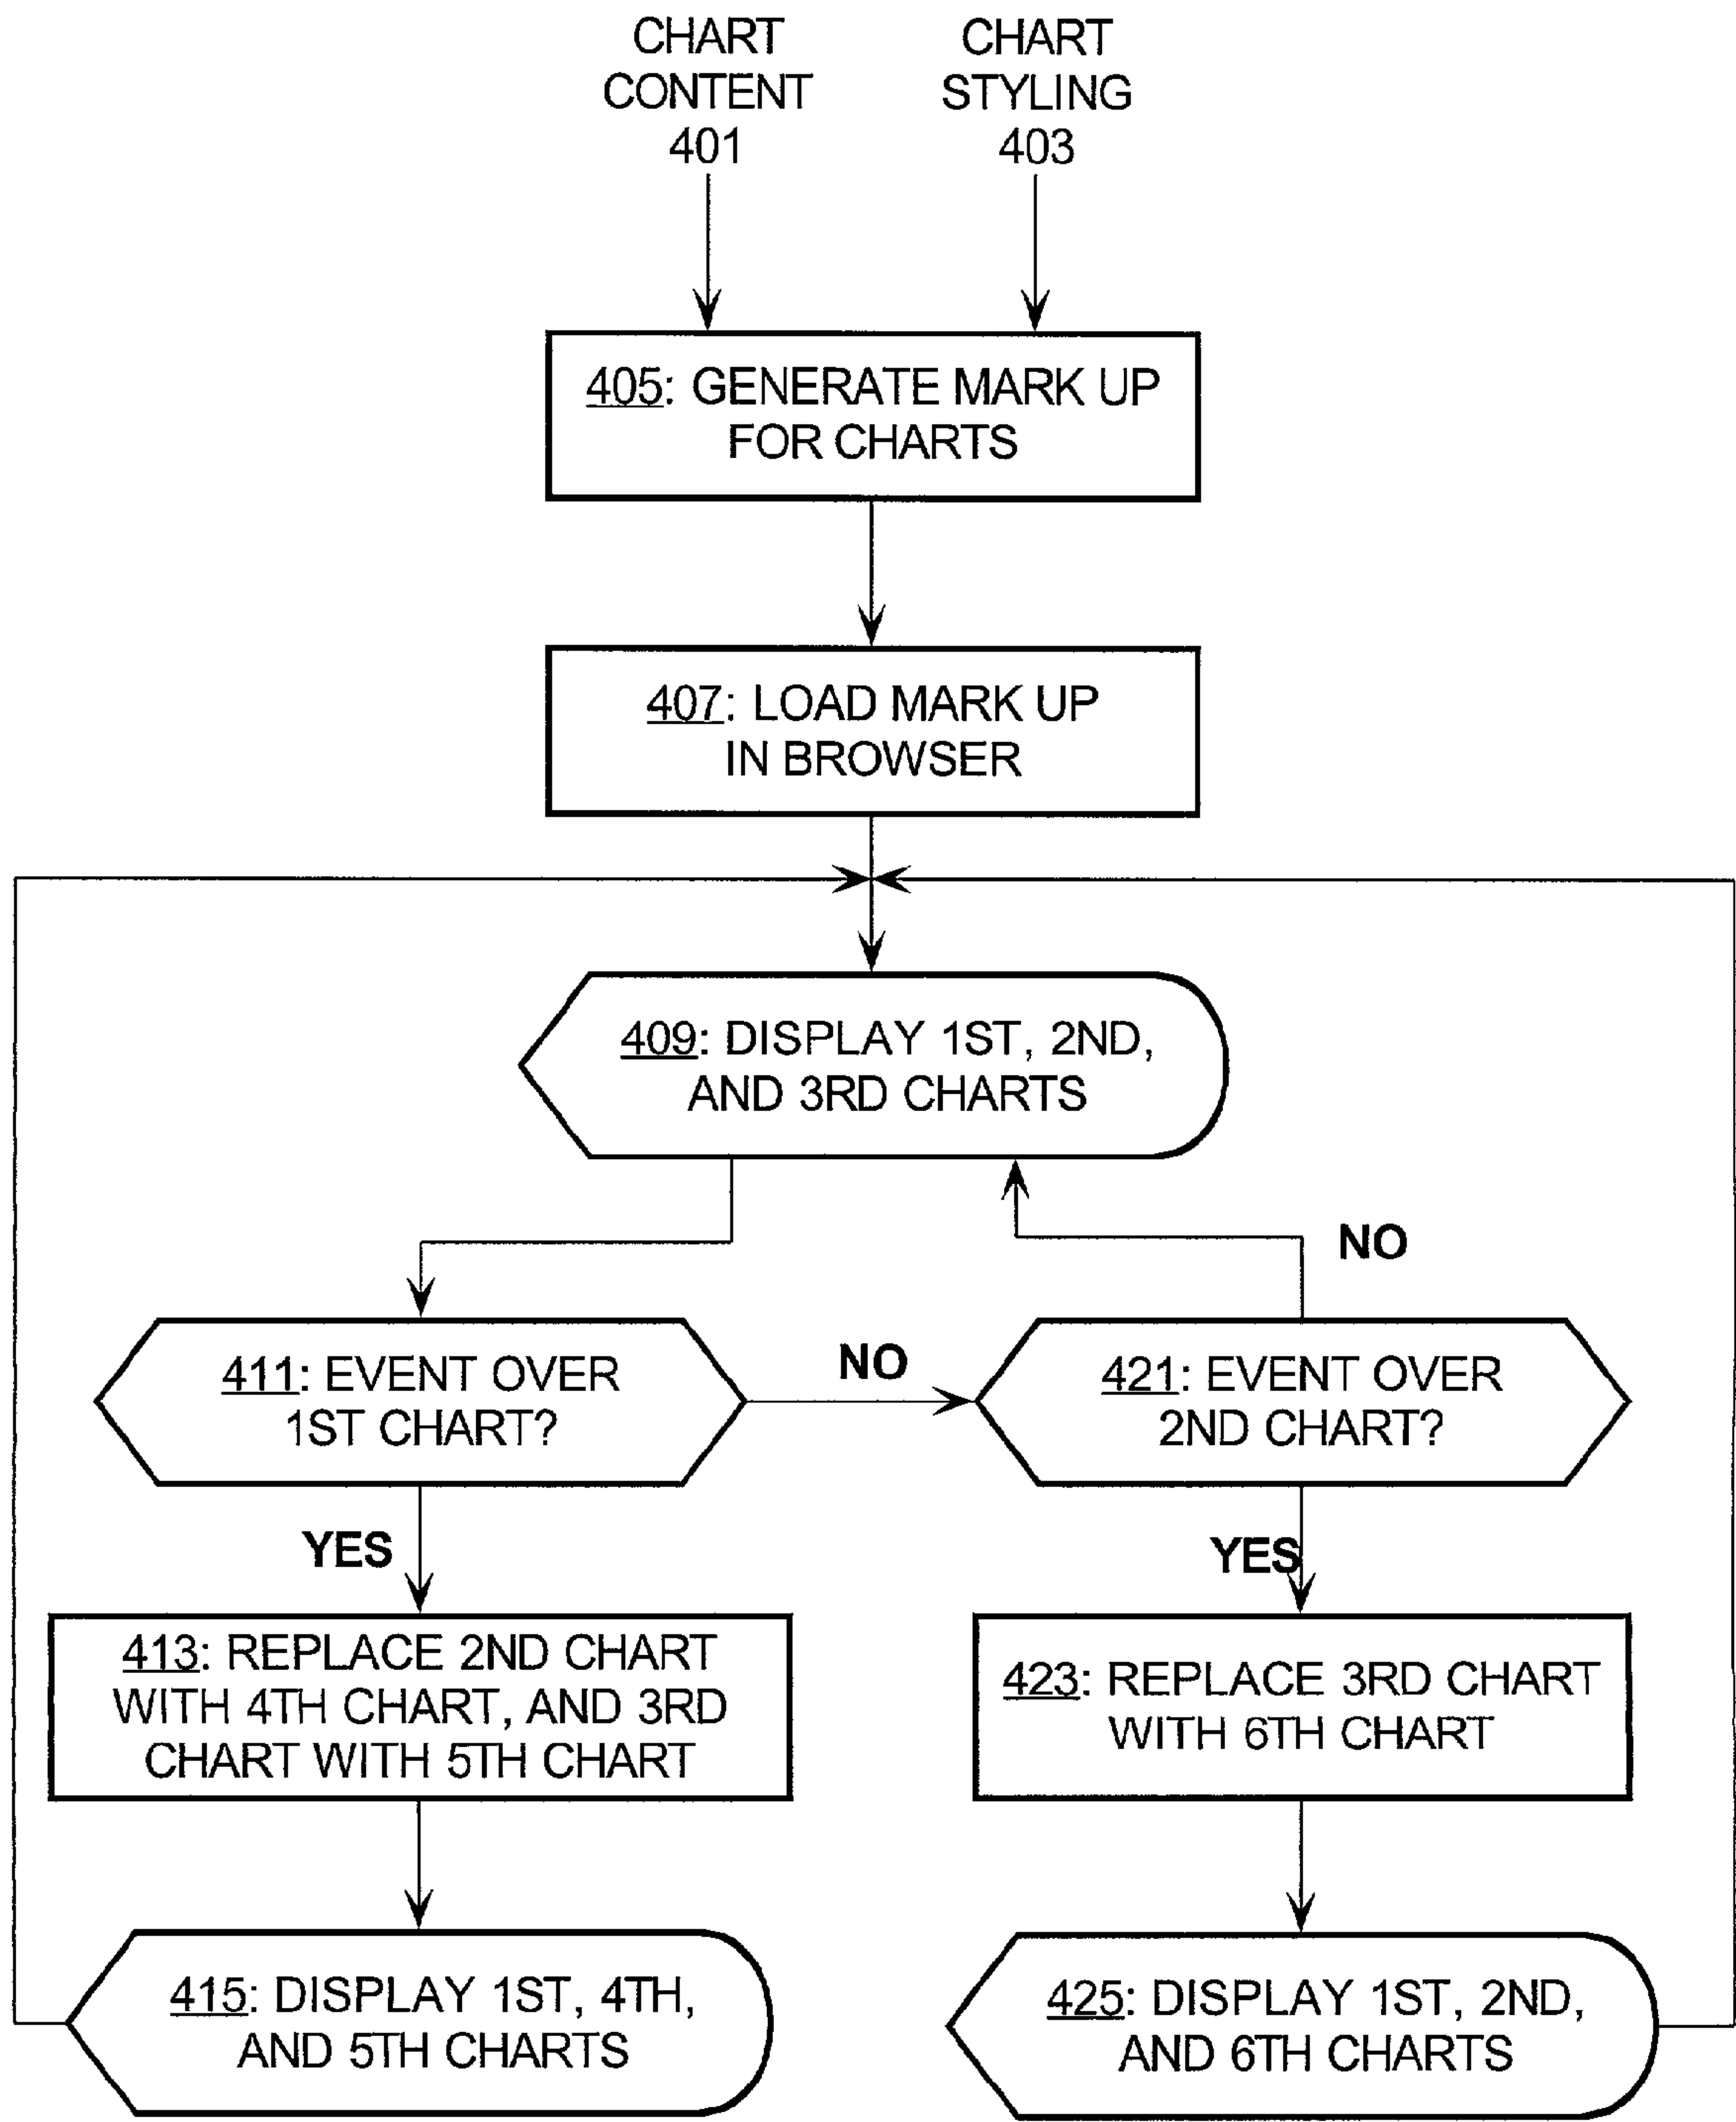 CHART
CONTENT
401
CHART
STYLING
403
405: GENERATE MARK UP
FOR CHARTS
407: LOAD MARK UP
IN BROWSER
409: DISPLAY 1ST, 2ND,
AND 3RD CHARTS
NO
411: EVENT OVER
1ST CHART?
NO
421: EVENT OVER
2ND CHART?
YES
YES
413: REPLACE 2ND CHART
WITH 4TH CHART, AND 3RD
CHART WITH 5TH CHART
423: REPLACE 3RD CHART
WITH 6TH CHART
415: DISPLAY 1ST, 4TH,
AND 5TH CHARTS
425: DISPLAY 1ST, 2ND,
AND 6TH CHARTS